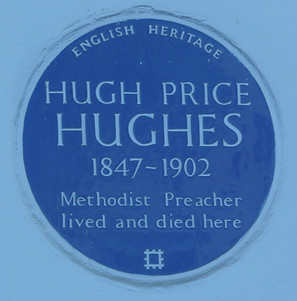 ENGLISH HERITAGE
HUGH PRICE
HUGHES
1847-1902
Methodist Preacher
lived and died here